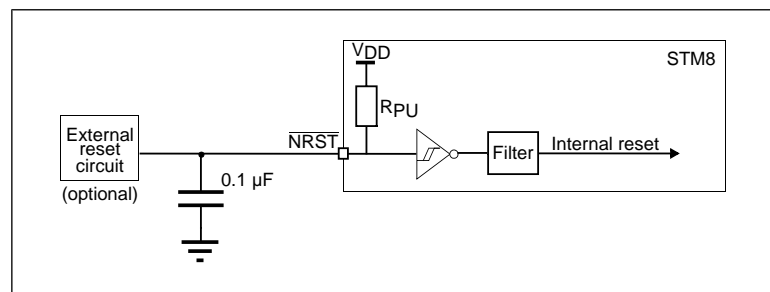 VDD
STM8
RPU
External
reset
circuit
(optional)
NRST
Filter
Internal reset
0.1 µF